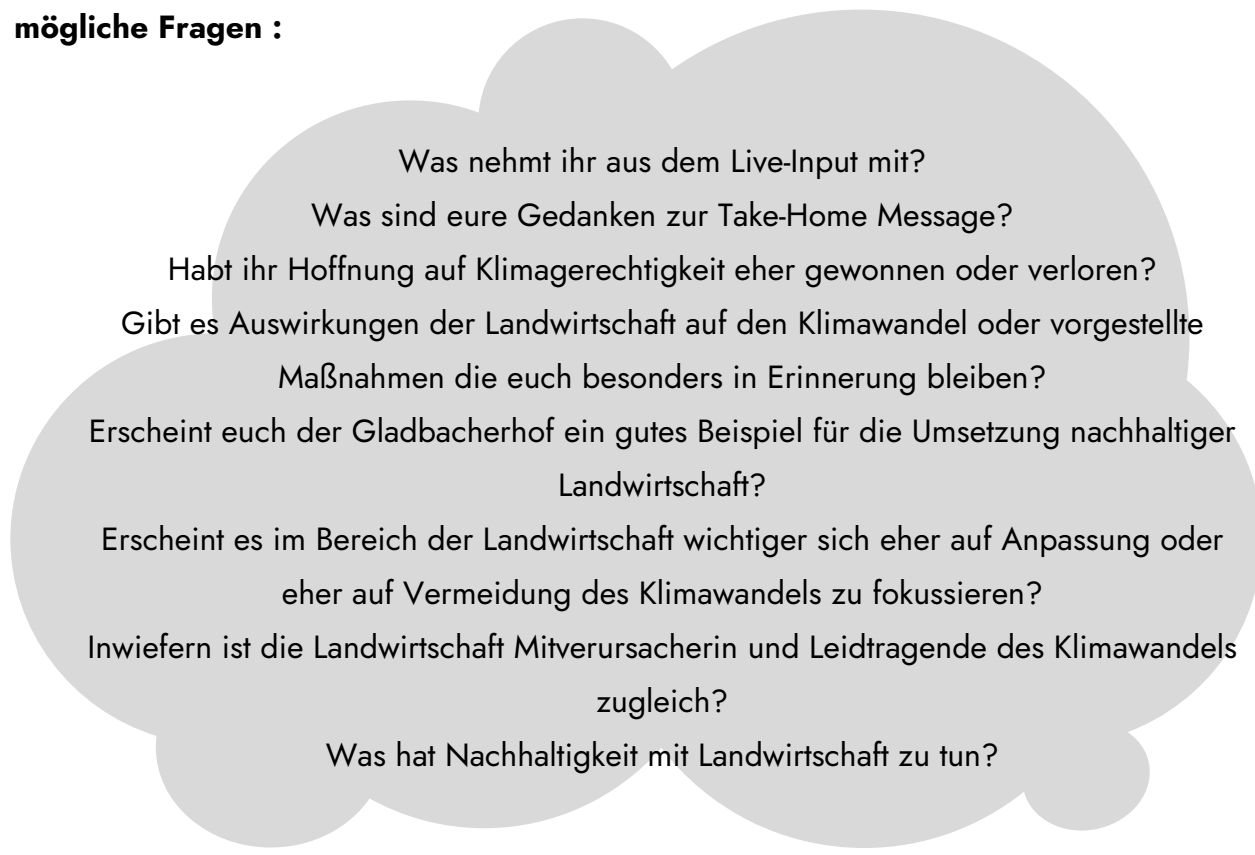 mögliche Fragen :
Was nehmt ihr aus dem Live-Input mit?
Was sind eure Gedanken zur Take-Home Message?
Habt ihr Hoffnung auf Klimagerechtigkeit eher gewonnen oder verloren?
Gibt es Auswirkungen der Landwirtschaft auf den Klimawandel oder vorgestellte
Maßnahmen die euch besonders in Erinnerung bleiben?
Erscheint euch der Gladbacherhof ein gutes Beispiel für die Umsetzung nachhaltiger
Landwirtschaft?
Erscheint es im Bereich der Landwirtschaft wichtiger sich eher auf Anpassung oder
eher auf Vermeidung des Klimawandels zu fokussieren?
Inwiefern ist die Landwirtschaft Mitverursacherin und Leidtragende des Klimawandels
zugleich?
Was hat Nachhaltigkeit mit Landwirtschaft zu tun?